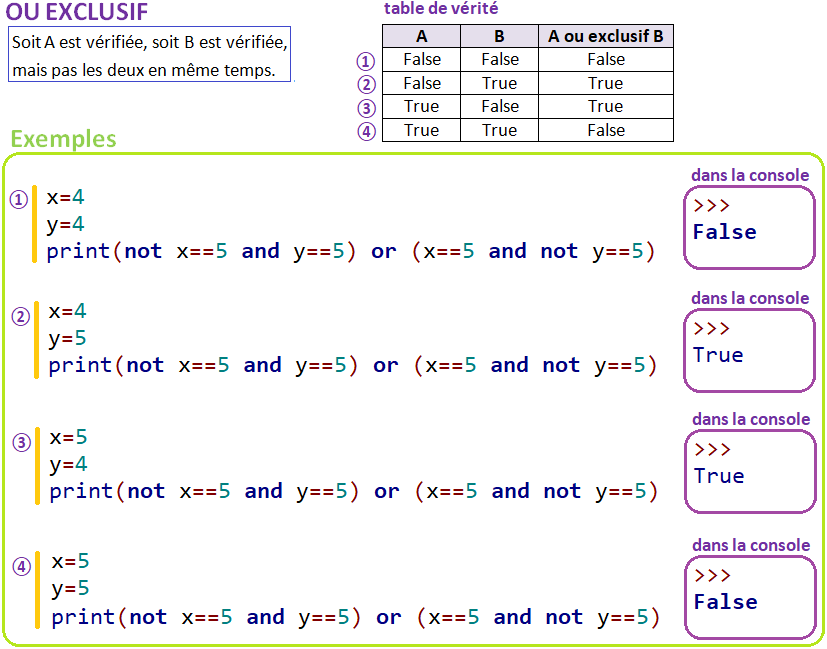 OU EXCLUSIF
Soit A est vérifiée, soit B est vérifiée,
mais pas les deux en même temps.
table de vérité
A B A ou exclusif B
① False False False
② False True True
③ True False True
④ True True False
Exemples
①
x=4
y=4
print(not x==5 and y==5) or (x==5 and not y==5)
dans la console
>>>
False
②
x=4
y=5
print(not x==5 and y==5) or (x==5 and not y==5)
dans la console
>>>
True
③
x=5
y=4
print(not x==5 and y==5) or (x==5 and not y==5)
dans la console
>>>
True
④
x=5
y=5
print(not x==5 and y==5) or (x==5 and not y==5)
dans la console
>>>
False